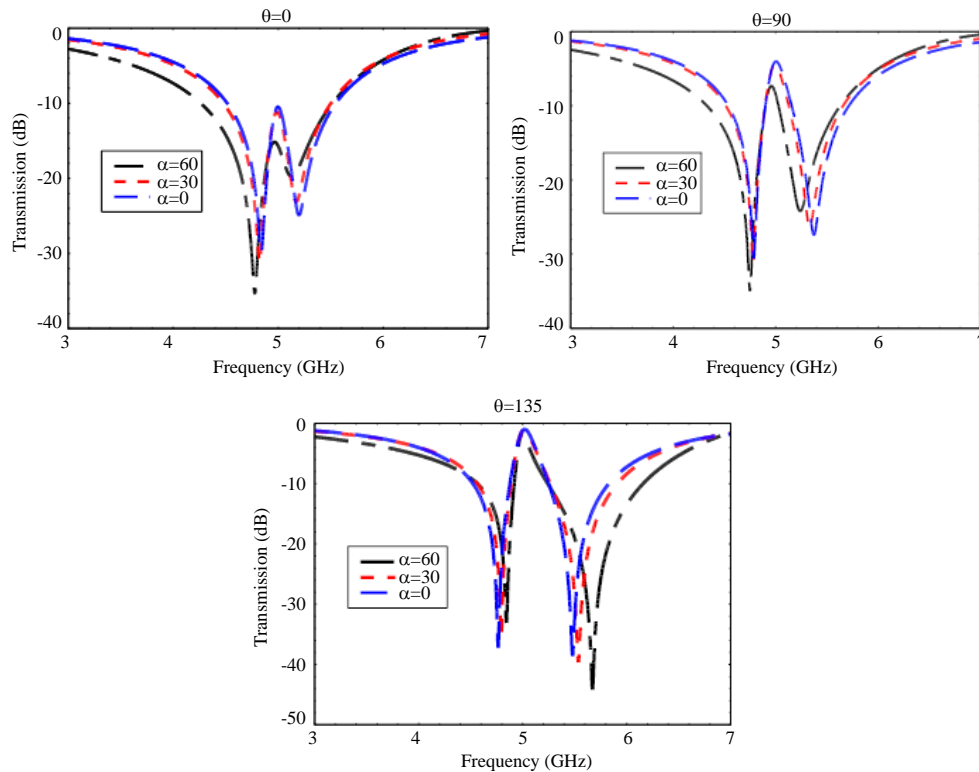 θ=0
0
-10
-20
-30
-40
Transmission (dB)
α=60
α=30
α=0
3 4 5 6 7
Frequency (GHz)
θ=90
0
-10
-20
-30
-40
Transmission (dB)
α=60
α=30
α=0
3 4 5 6 7
Frequency (GHz)
θ=135
0
-10
-20
-30
-40
-50
Transmission (dB)
α=60
α=30
α=0
3 4 5 6 7
Frequency (GHz)